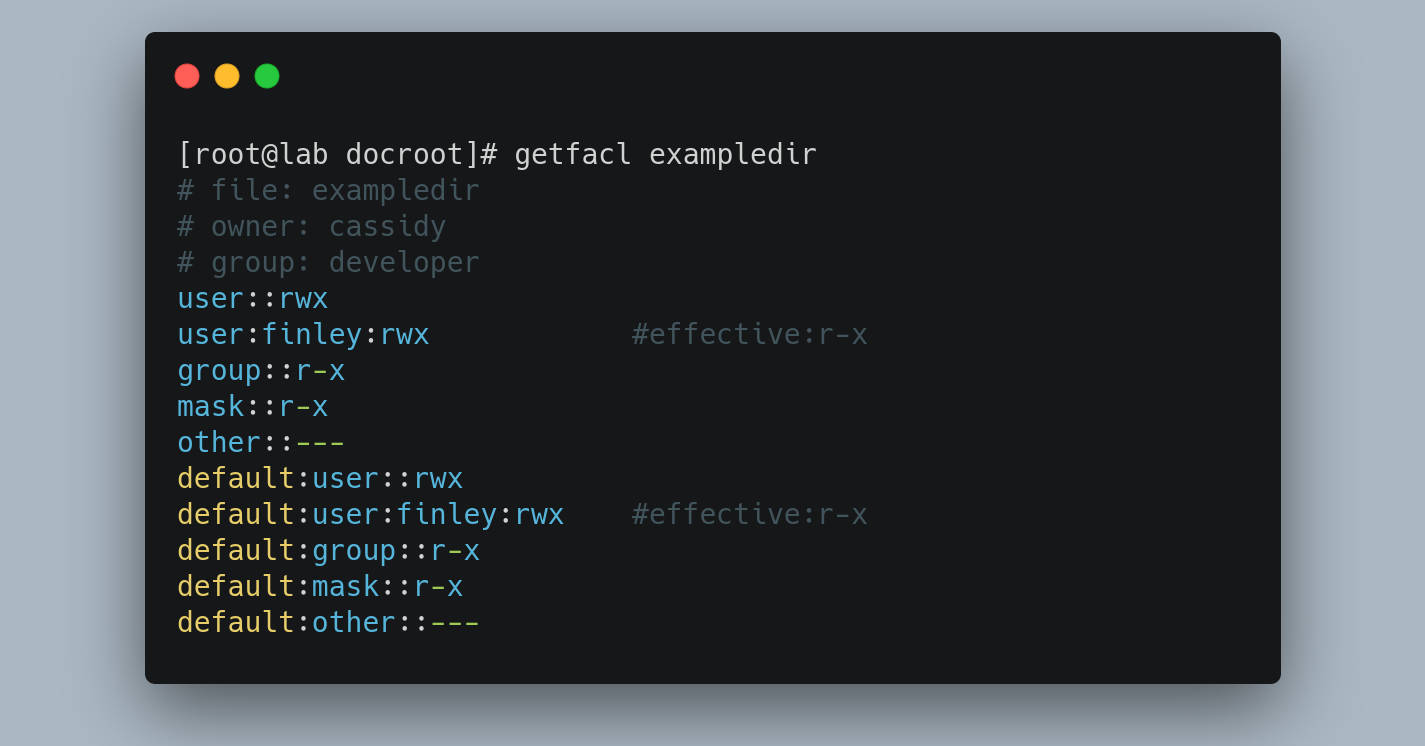 [root@lab docroot]# getfacl exampledir
# file: exampledir
# owner: cassidy
# group: developer
user::rwx
user:finley:rwx            #effective:r-x
group::r-x
mask::r-x
other::---
default:user::rwx
default:user:finley:rwx    #effective:r-x
default:group::r-x
default:mask::r-x
default:other::---